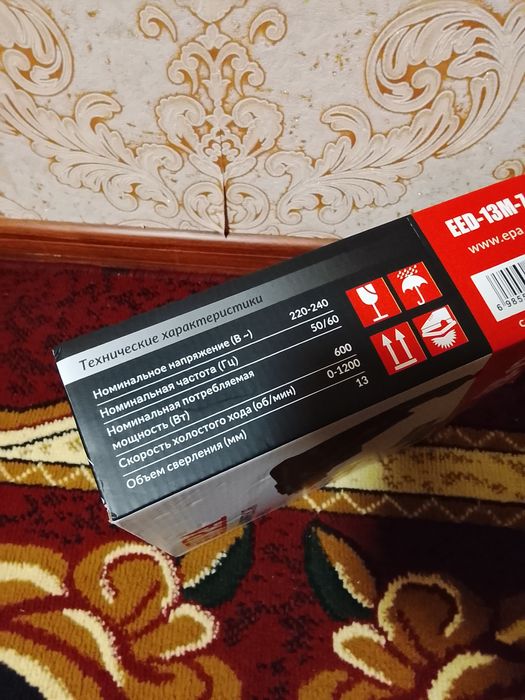 Технические характеристики
Номинальное напряжение (В ~) 220-240
Номинальная частота (Гц) 50/60
Номинальная потребляемая
мощность (Вт) 600
Скорость холостого хода (об/мин) 0-1200
Объем сверления (мм) 13
EED-13M-
www.epa